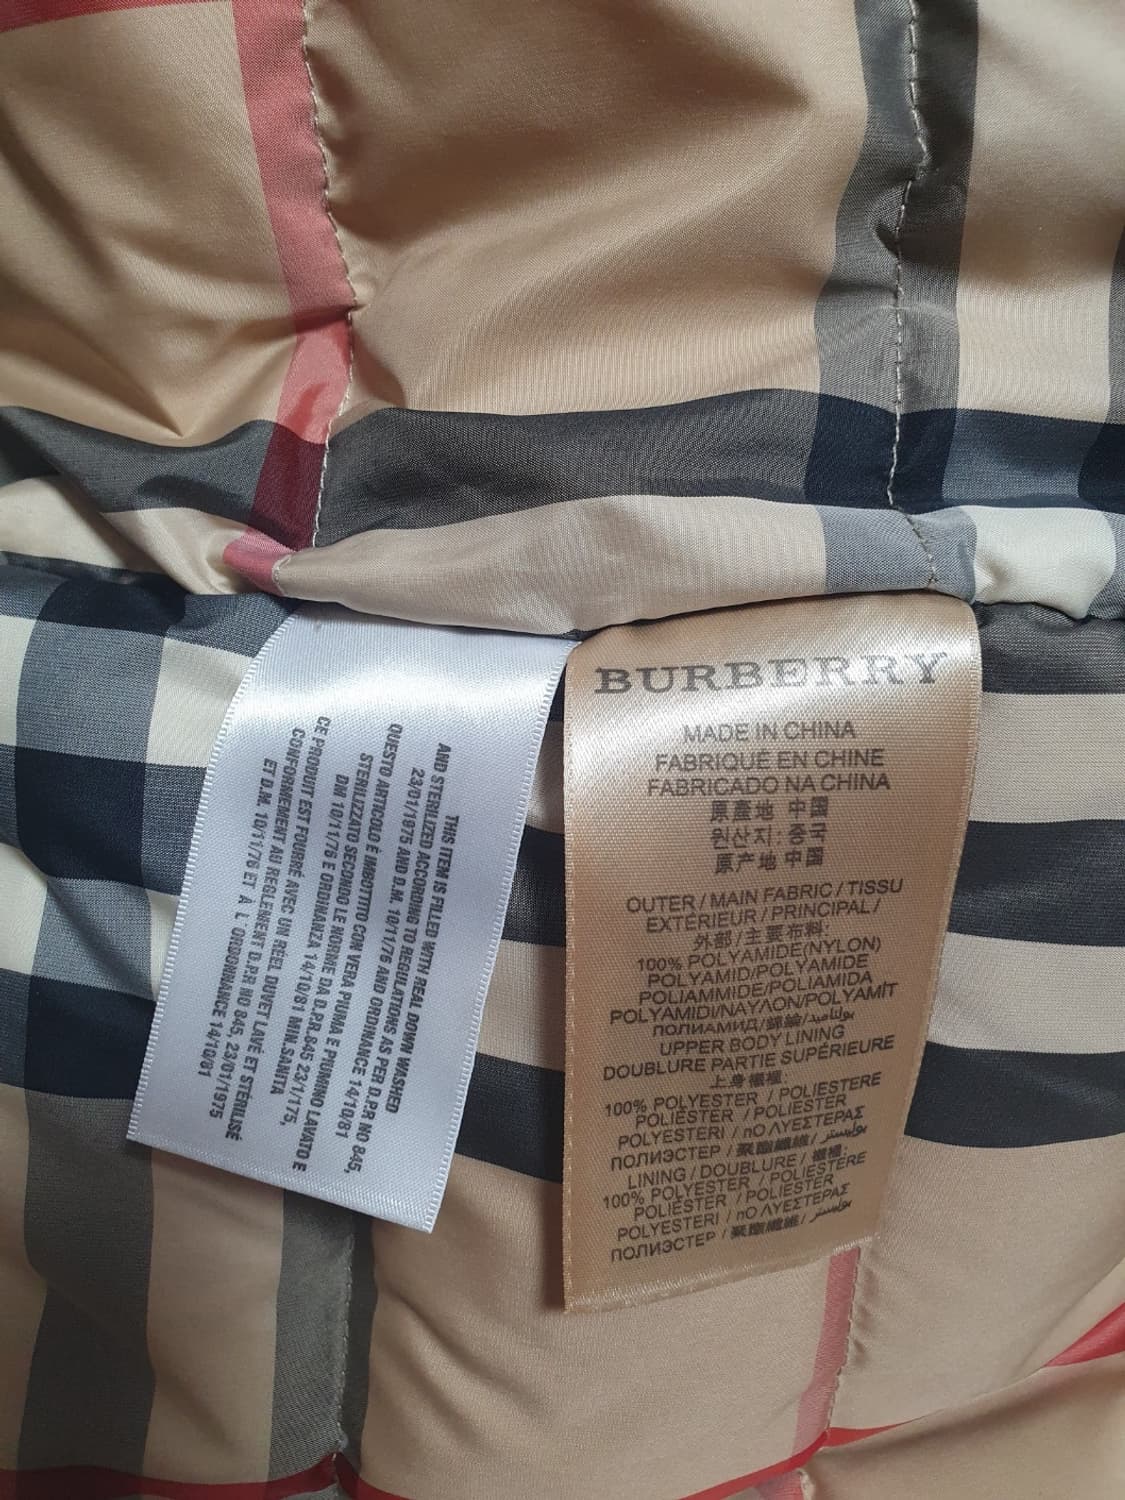 THIS ITEM IS FILLED WITH REAL DOWN WASHED
AND STERILIZED ACCORDING TO REGULATIONS AS PER D.P.R NO 845,
23/01/1975 AND D.M. 10/11/76 AND ORDINANCE 14/10/81
QUESTO ARTICOLO É IMBOTTITO CON VERA PIUMA E PIUMINO LAVATO E
STERILIZZATO SECONDO LE NORME DA D.P.R.845 23/1/175,
DM 10/11/76 E ORDINANZA 14/10/81 MIN.SANITA
CE PRODUIT EST FOURRÉ AVEC UN RÉEL DUVET LAVÉ ET STÉRILISÉ
CONFORMEMENT AU REGLEMENT D.P.R NO 845, 23/01/1975
ET D.M. 10/11/76 ET À L'ORDONNANCE 14/10/81
BURBERRY
MADE IN CHINA
FABRIQUÉ EN CHINE
FABRICADO NA CHINA
原產地 中国
원산지: 중국
原产地 中国
OUTER / MAIN FABRIC / TISSU
EXTÉRIEUR / PRINCIPAL /
外部 / 主要布料:
100% POLYAMIDE(NYLON)
POLYAMID/POLYAMIDE
POLIAMMIDE/POLIAMIDA
POLYAMID/ΝΑΥΛΟΝ/POLYAMİT
ПОЛИАМИД/錦綸/بولياميد
UPPER BODY LINING
DOUBLURE PARTIE SUPÉRIEURE
上身襯裡:
100% POLYESTER / POLIESTERE
POLIÉSTER / POLIESTER
POLYESTERI / ΠΟΛΥΕΣΤΕΡΑΣ
ПОЛИЭСТЕР / 聚酯纖維/ بوليستر
LINING / DOUBLURE / 襯裡:
100% POLYESTER / POLIESTERE
POLIÉSTER / POLIESTER
POLYESTERI / ΠΟΛΥΕΣΤΕΡΑΣ
ПОЛИЭСТЕР / 聚酯纖維/ بوليستر